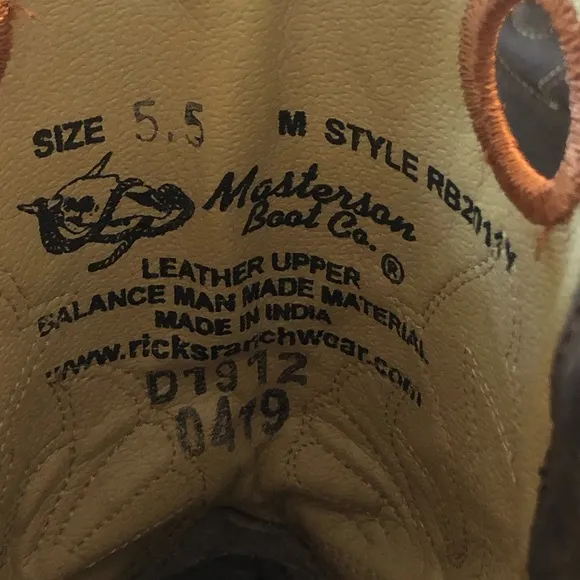 SIZE 5.5 M STYLE RB2011Y
Masterson
Boot Co. ®
LEATHER UPPER
BALANCE MAN MADE MATERIAL
MADE IN INDIA
www.ricksranchwear.com
D1912
0419